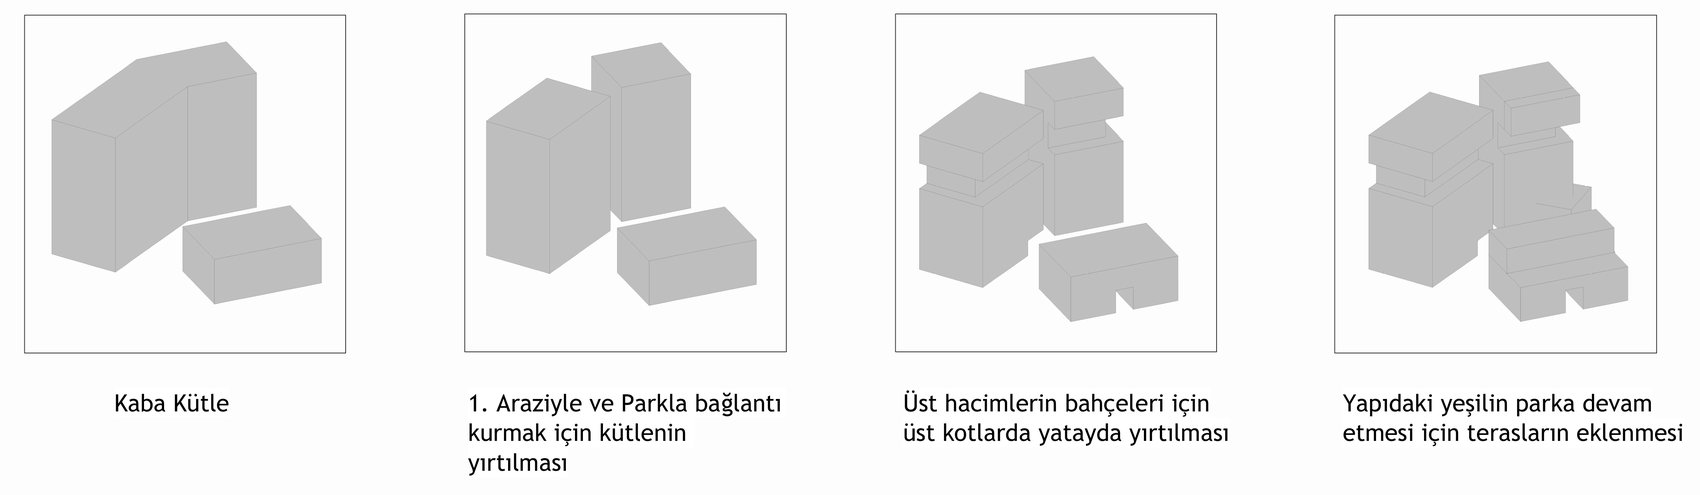 Kaba Kütle
1. Araziyle ve Parkla bağlantı
kurmak için kütlenin
yırtılması
Üst hacimlerin bahçeleri için
üst kotlarda yatayda yırtılması
Yapıdaki yeşilin parka devam
etmesi için terasların eklenmesi